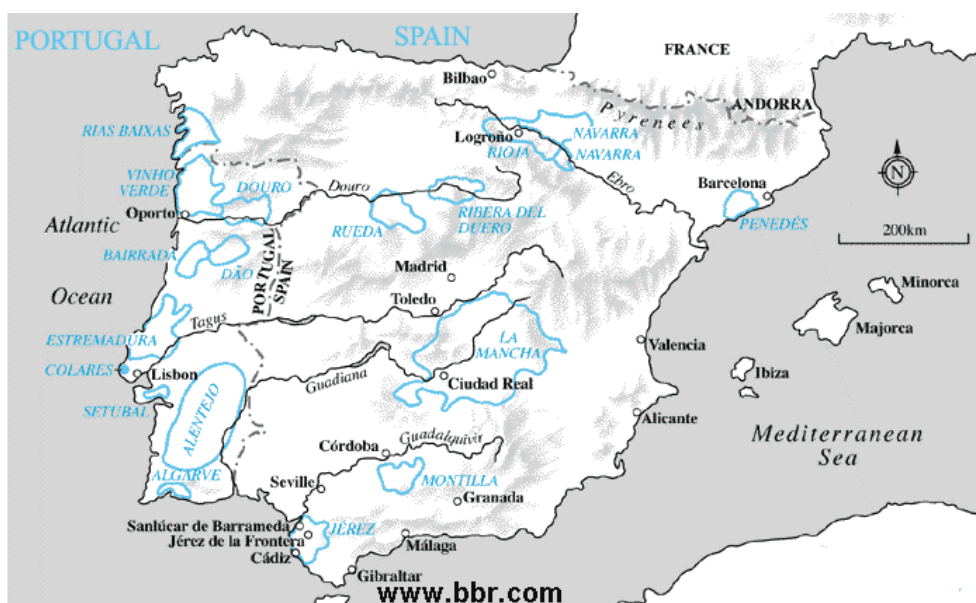 PORTUGAL
SPAIN
FRANCE
Bilbao
ANDORRA
Pyrenees
RIAS BAIXAS
Logroño
NAVARRA
RIOJA
NAVARRA
VINHO
VERDE
DOURO
Douro
Ebro
Barcelona
N
Oporto
RIBERA DEL
DUERO
PENEDÉS
Atlantic
RUEDA
200km
BAIRRADA
DÃO
PORTUGAL
SPAIN
Madrid
Minorca
Ocean
Toledo
Tagus
Majorca
ESTREMADURA
LA
MANCHA
Valencia
COLARES
Lisbon
Guadiana
Ciudad Real
Ibiza
SETUBAL
ALENTEJO
Alicante
Mediterranean
Sea
Córdoba
Guadalquivir
ALGARVE
Seville
MONTILLA
Granada
Sanlúcar de Barrameda
JEREZ
Jérez de la Frontera
Málaga
Cádiz
Gibraltar
www.bbr.com